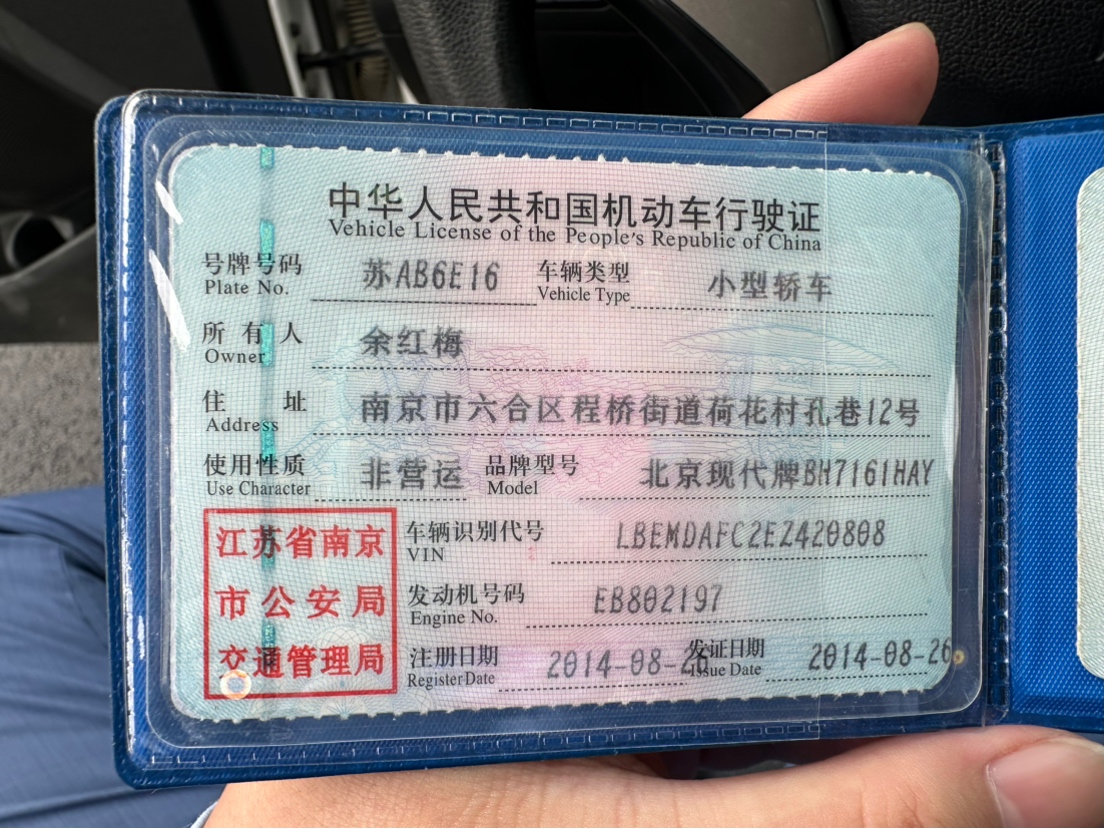 中华人民共和国机动车行驶证
Vehicle License of the People's Republic of China
号牌号码 苏AB6E16 车辆类型 小型轿车
Plate No. Vehicle Type
所有人 余红梅
Owner
住址 南京市六合区程桥街道荷花村孔巷12号
Address
使用性质 非营运 品牌型号 北京现代牌BH7161HAY
Use Character Model
江苏省南京
市公安局
交通管理局
车辆识别代号 LBEMDAFC2EZ420808
VIN
发动机号码 EB802197
Engine No.
注册日期 2014-08-26 发证日期 2014-08-26
Register Date Issue Date